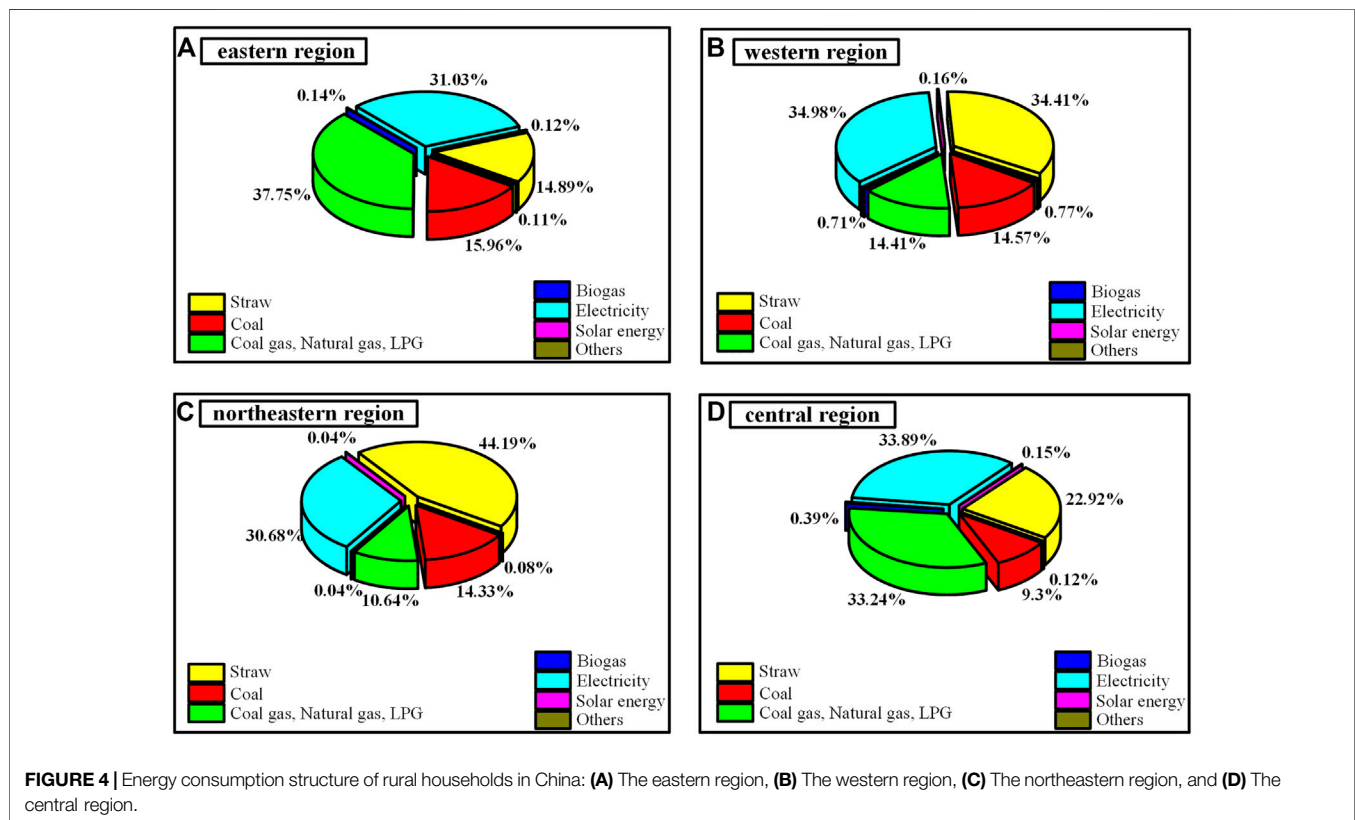 A eastern region
31.03%
0.14%
0.12%
37.75%
14.89%
0.11%
15.96%
Straw
Coal
Coal gas, Natural gas, LPG
Biogas
Electricity
Solar energy
Others
B western region
0.16%
34.41%
34.98%
0.77%
0.71%
14.41%
14.57%
Straw
Coal
Coal gas, Natural gas, LPG
Biogas
Electricity
Solar energy
Others
C northeastern region
0.04%
44.19%
30.68%
0.08%
0.04%
10.64%
14.33%
Straw
Coal
Coal gas, Natural gas, LPG
Biogas
Electricity
Solar energy
Others
D central region
33.89%
0.15%
22.92%
0.39%
0.12%
33.24%
9.3%
Straw
Coal
Coal gas, Natural gas, LPG
Biogas
Electricity
Solar energy
Others
FIGURE 4 | Energy consumption structure of rural households in China: (A) The eastern region, (B) The western region, (C) The northeastern region, and (D) The
central region.